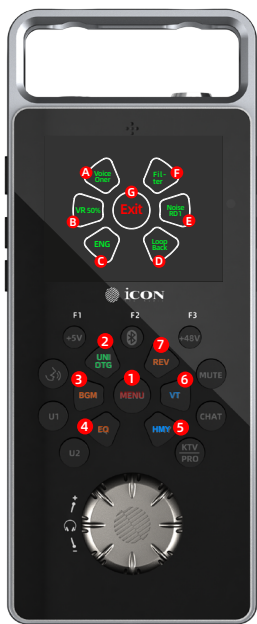 A
Voice
Oner
F
Fil-
ter
G
Exit
B
VR 50%
E
Noise
RD1
C
ENG
D
Loop
Back
iCON
F1
F2
F3
+5V
+48V
2
UNI
DTG
7
REV
MUTE
3
BGM
1
MENU
6
VT
U1
CHAT
4
EQ
5
HMY
U2
KTV
PRO
+
-